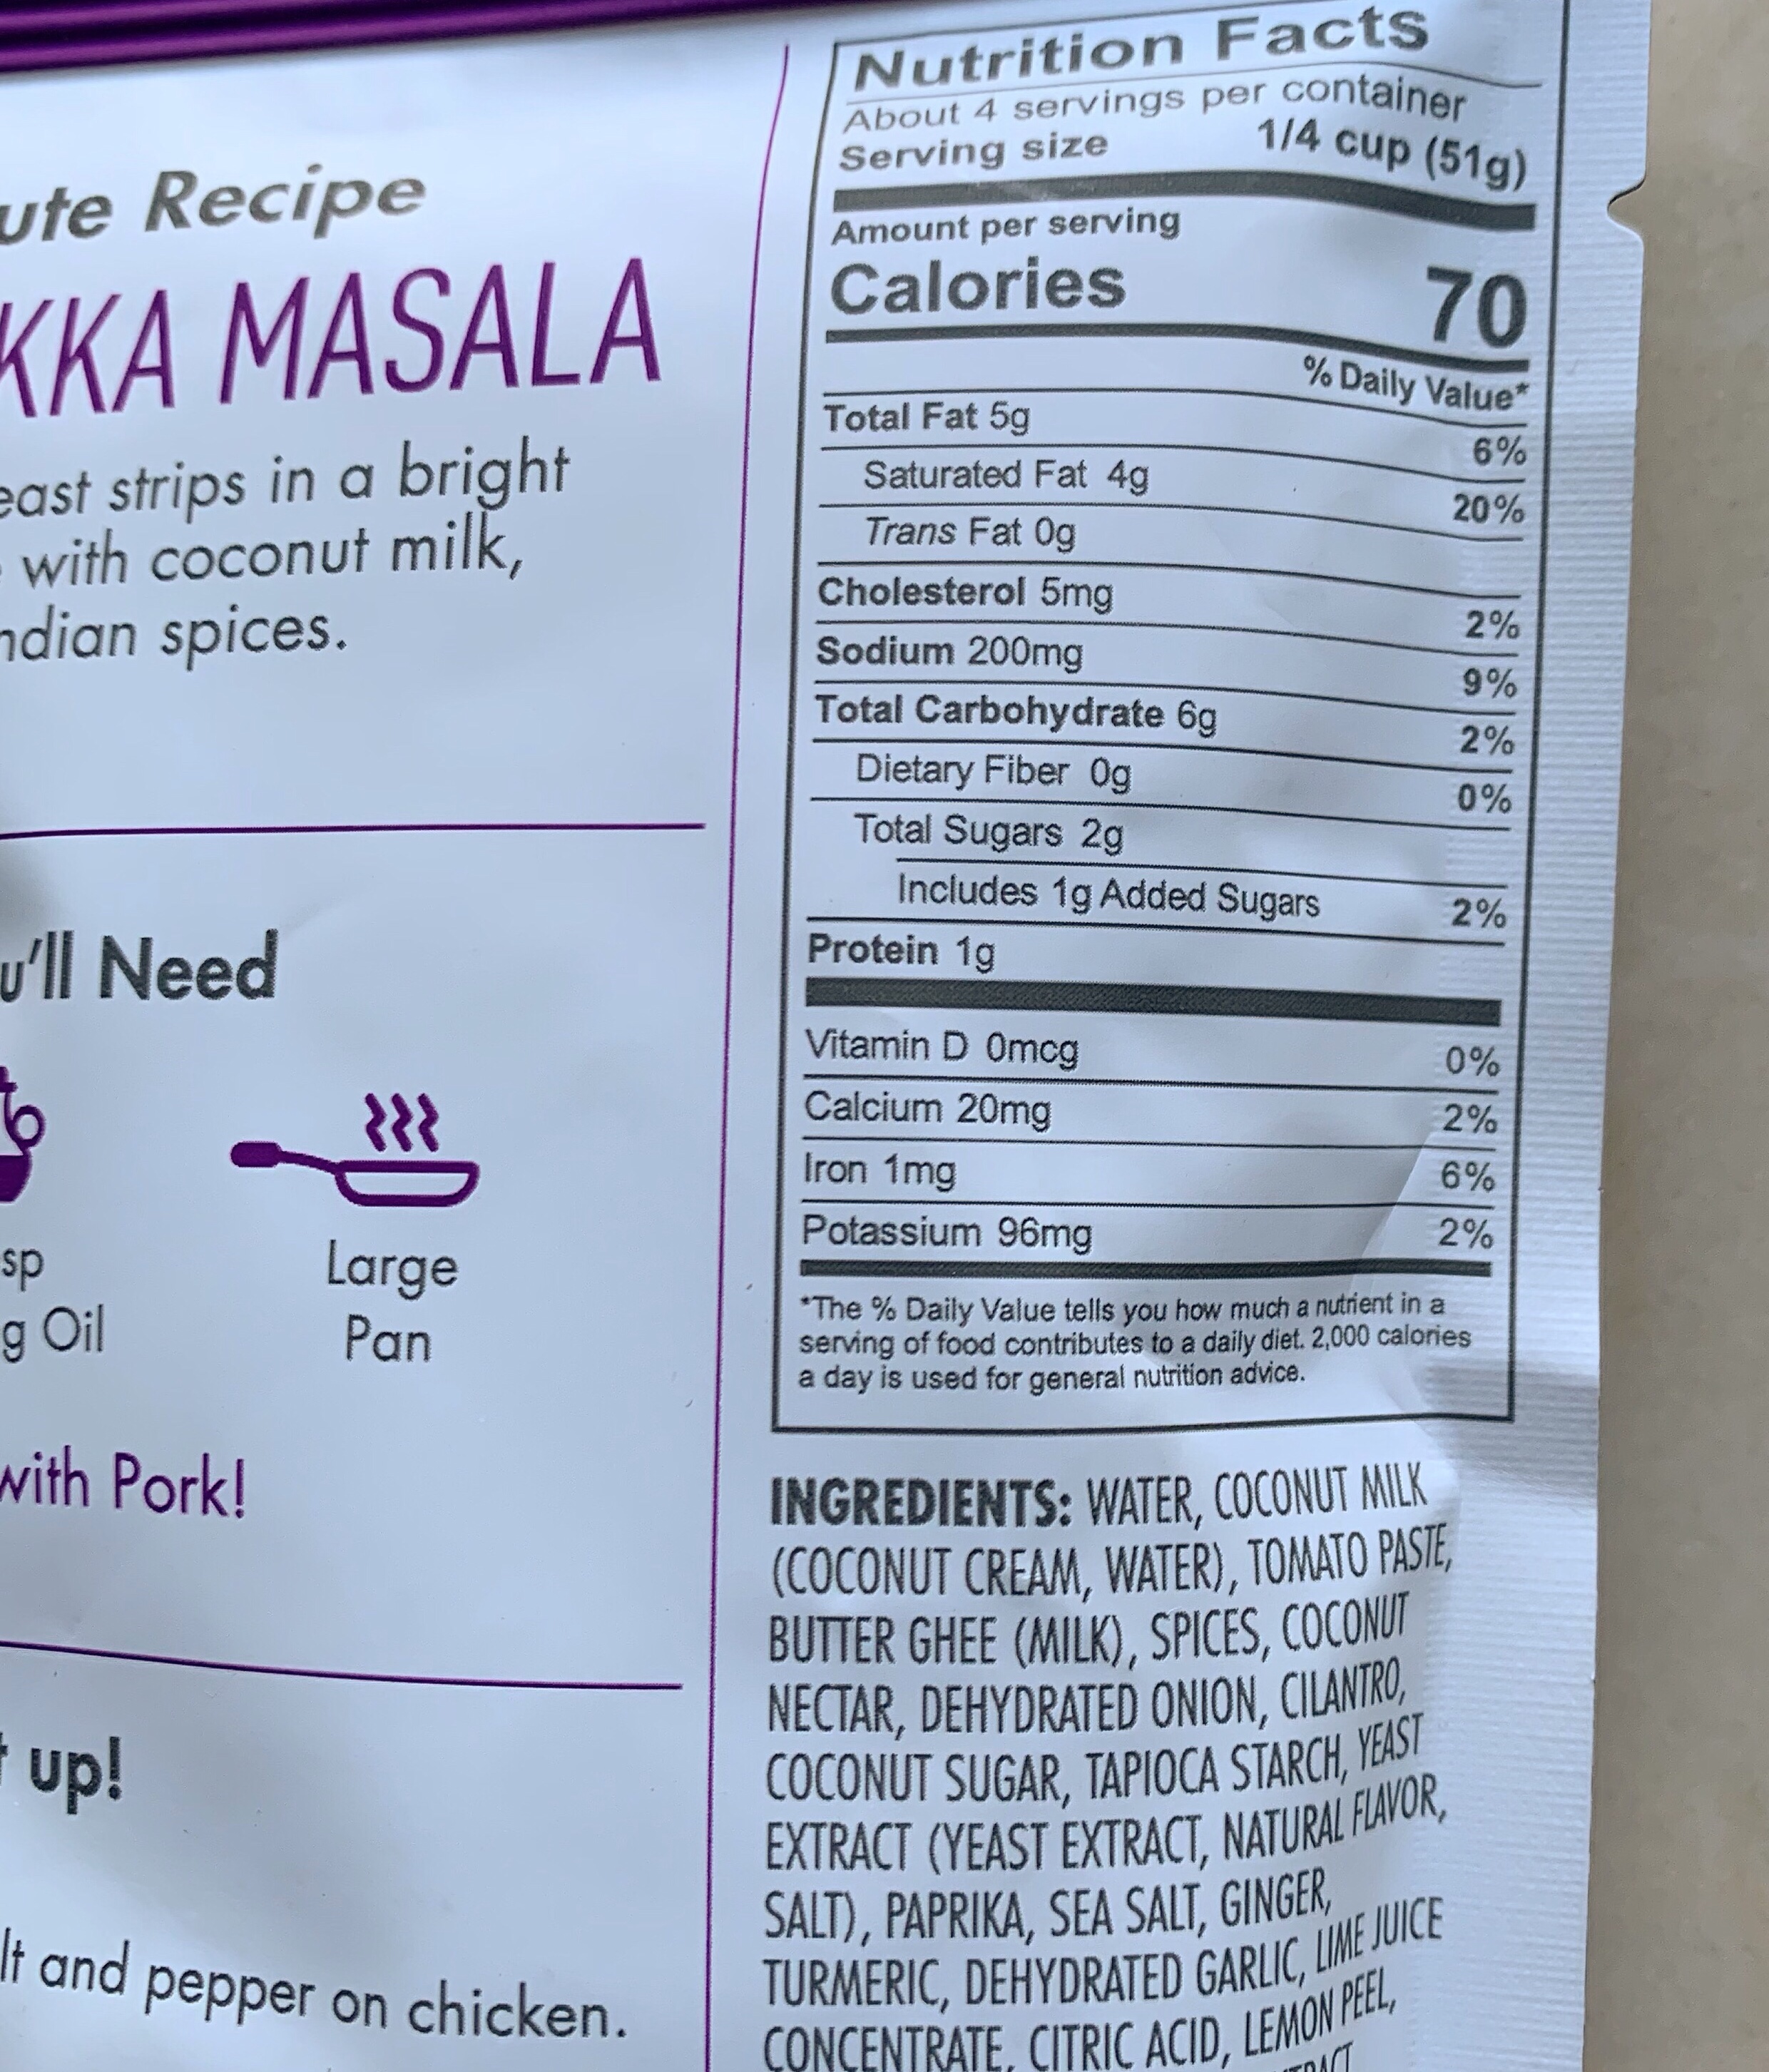 ute Recipe
KKA MASALA
east strips in a bright
with coconut milk,
ndian spices.
u'll Need
sp
g Oil
Large
Pan
with Pork!
t up!
lt and pepper on chicken.
Nutrition Facts
About 4 servings per container
Serving size 1/4 cup (51g)
Amount per serving
Calories 70
% Daily Value*
Total Fat 5g 6%
Saturated Fat 4g 20%
Trans Fat 0g
Cholesterol 5mg 2%
Sodium 200mg 9%
Total Carbohydrate 6g 2%
Dietary Fiber 0g 0%
Total Sugars 2g
Includes 1g Added Sugars 2%
Protein 1g
Vitamin D 0mcg 0%
Calcium 20mg 2%
Iron 1mg 6%
Potassium 96mg 2%
*The % Daily Value tells you how much a nutrient in a
serving of food contributes to a daily diet. 2,000 calories
a day is used for general nutrition advice.
INGREDIENTS: WATER, COCONUT MILK
(COCONUT CREAM, WATER), TOMATO PASTE,
BUTTER GHEE (MILK), SPICES, COCONUT
NECTAR, DEHYDRATED ONION, CILANTRO,
COCONUT SUGAR, TAPIOCA STARCH, YEAST
EXTRACT (YEAST EXTRACT, NATURAL FLAVOR,
SALT), PAPRIKA, SEA SALT, GINGER,
TURMERIC, DEHYDRATED GARLIC, LIME JUICE
CONCENTRATE, CITRIC ACID, LEMON PEEL,